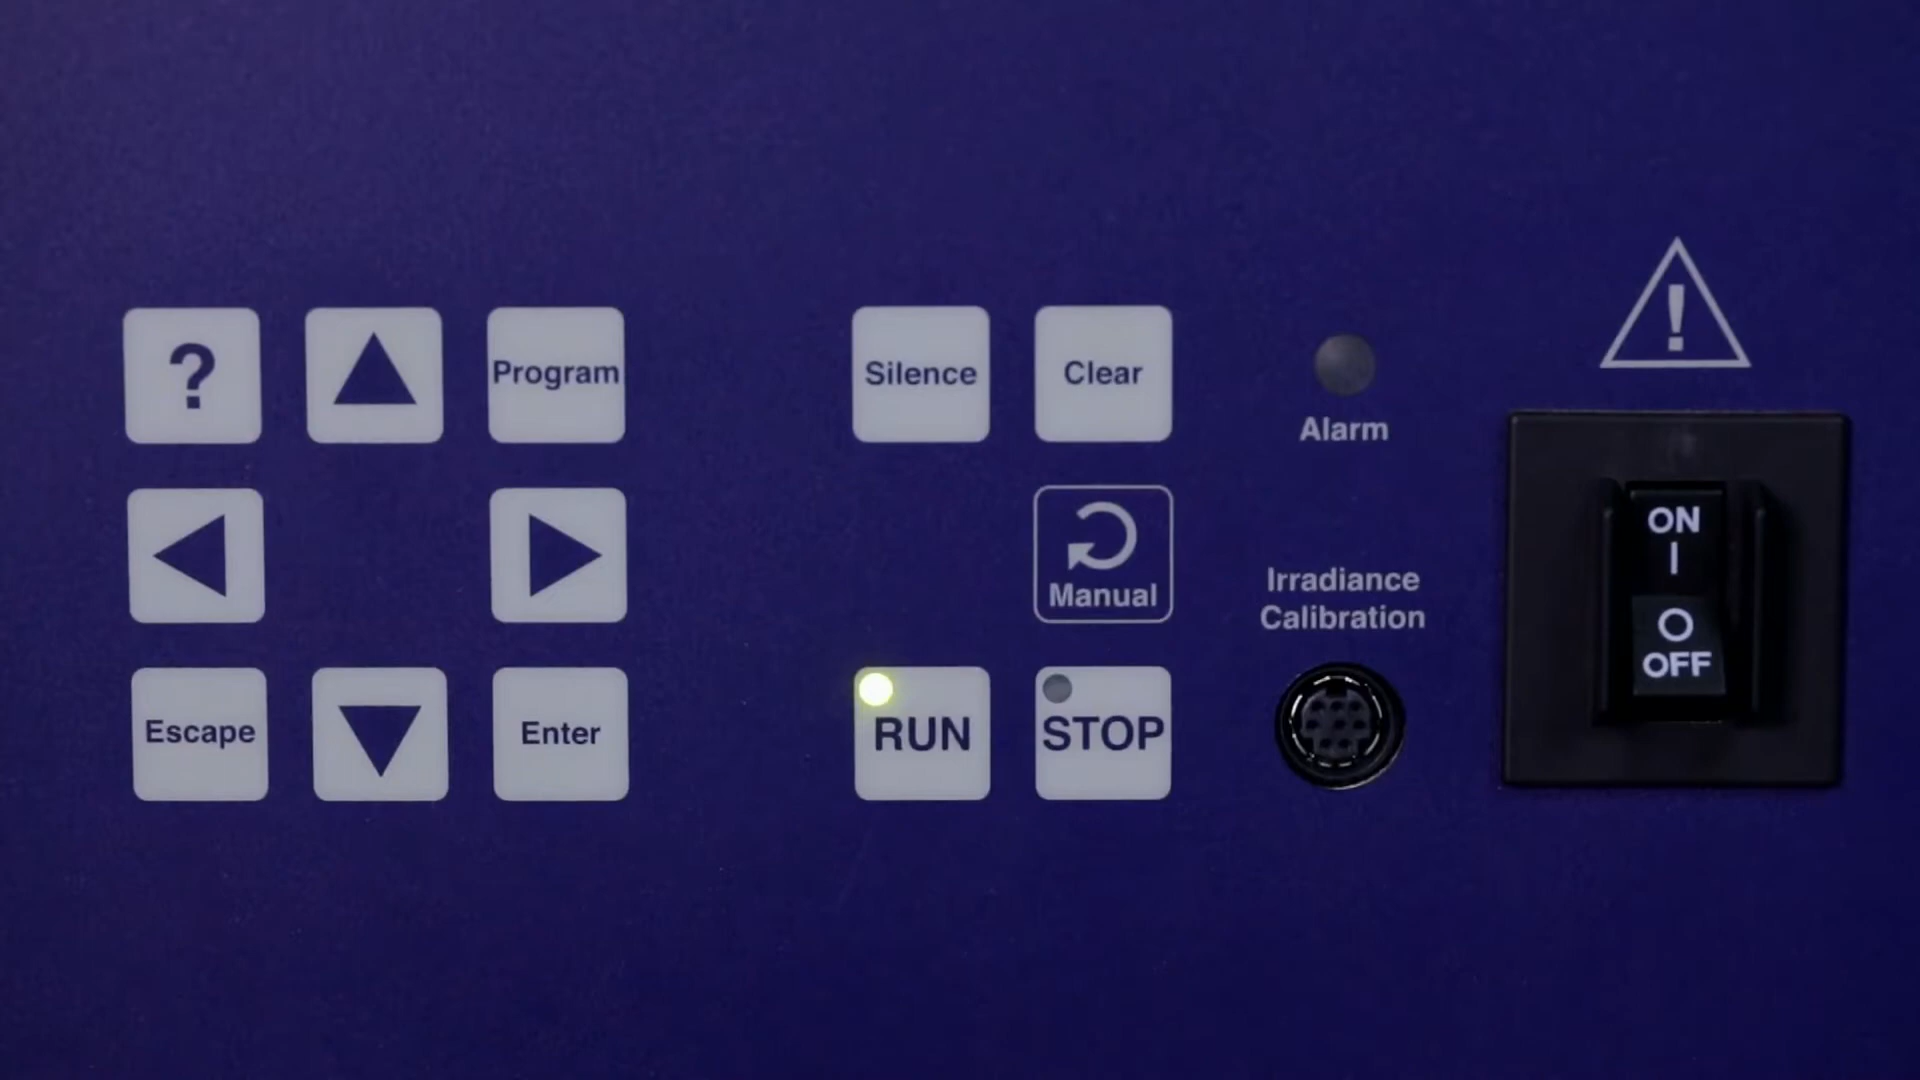 ?
Program
Silence
Clear
Alarm
!
Manual
Irradiance
Calibration
ON
I
O
OFF
Escape
Enter
RUN
STOP